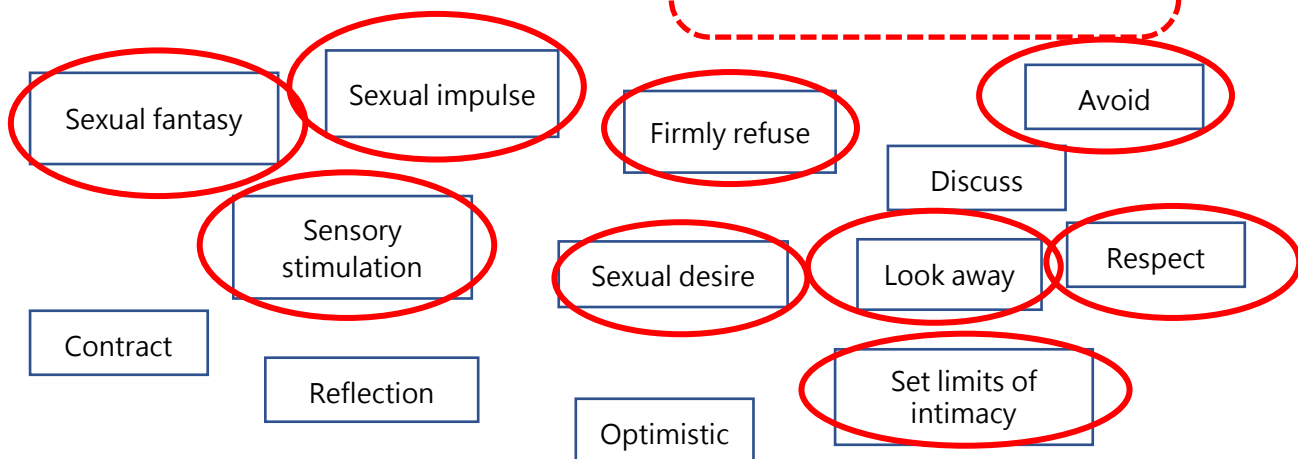 Sexual impulse
Avoid
Sexual fantasy
Firmly refuse
Discuss
Sensory
stimulation
Respect
Sexual desire
Look away
Contract
Reflection
Set limits of
intimacy
Optimistic